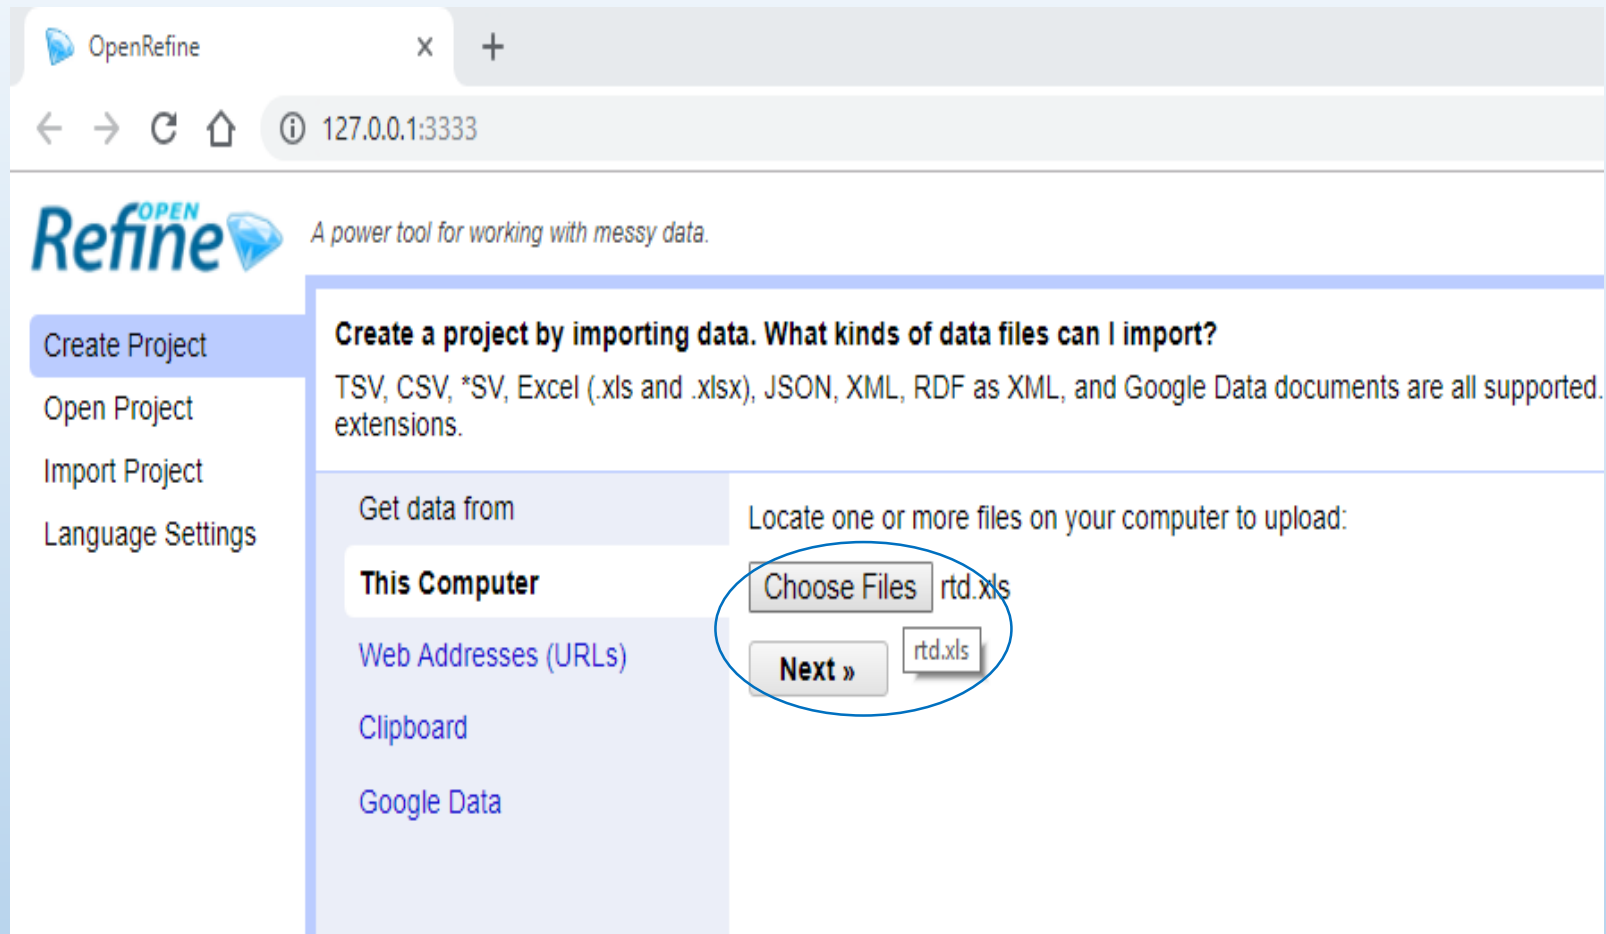 OpenRefine
127.0.0.1:3333
OPEN
Refine
A power tool for working with messy data.
Create Project
Open Project
Import Project
Language Settings
Create a project by importing data. What kinds of data files can I import?
TSV, CSV, *SV, Excel (.xls and .xlsx), JSON, XML, RDF as XML, and Google Data documents are all supported.
extensions.
Get data from
This Computer
Web Addresses (URLs)
Clipboard
Google Data
Locate one or more files on your computer to upload:
Choose Files rtd.xls
Next »
rtd.xls